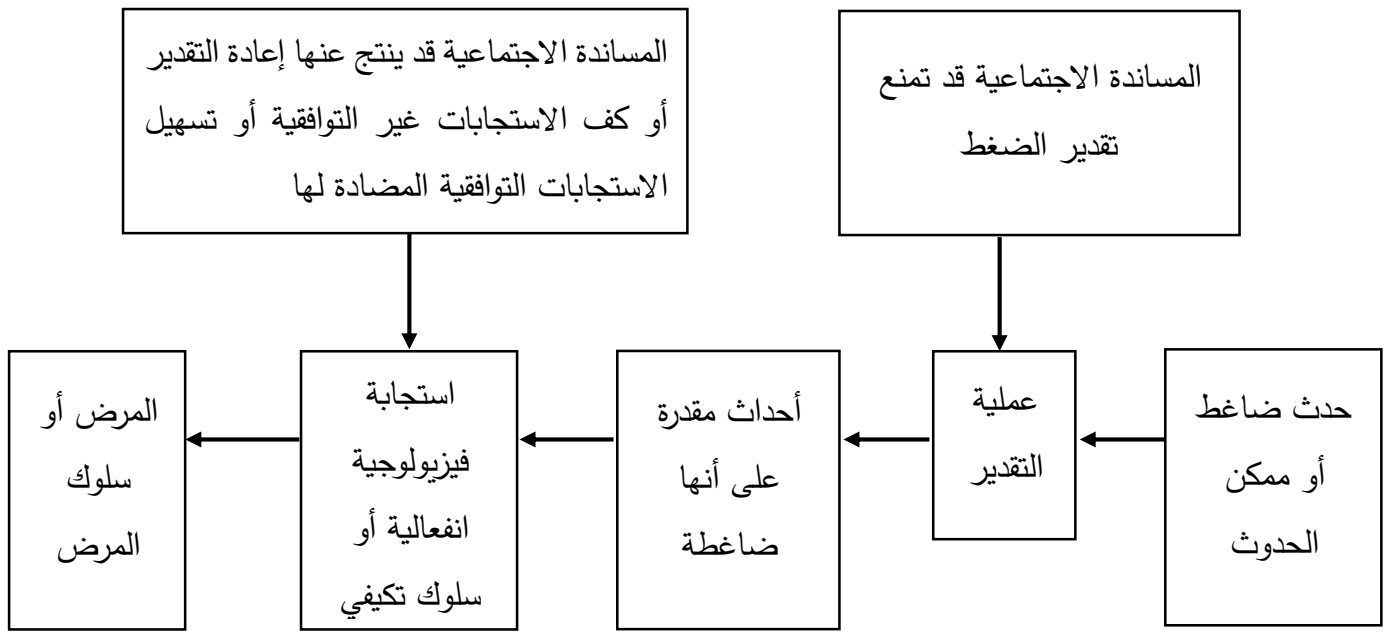 المساندة الاجتماعية قد تمنع
تقدير الضغط
المساندة الاجتماعية قد ينتج عنها إعادة التقدير
أو كف الاستجابات غير التوافقية أو تسهيل
الاستجابات التوافقية المضادة لها
حدث ضاغط
أو ممكن
الحدوث
عملية
التقدير
أحداث مقدرة
على أنها
ضاغطة
استجابة
فيزيولوجية
انفعالية أو
سلوك تكيفي
المرض أو
سلوك
المرض